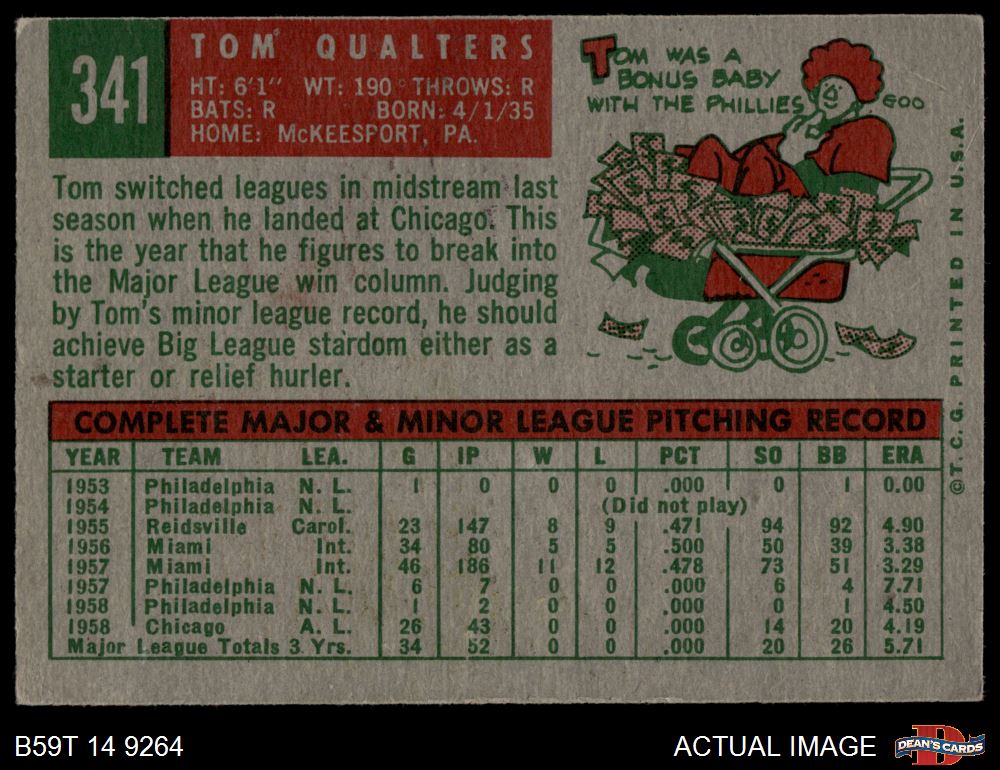 341
TOM QUALTERS
HT: 6'1" WT: 190 THROWS: R
BATS: R BORN: 4/1/35
HOME: McKEESPORT, PA.
TOM WAS A
BONUS BABY
WITH THE PHILLIES
GOO
Tom switched leagues in midstream last
season when he landed at Chicago. This
is the year that he figures to break into
the Major League win column. Judging
by Tom's minor league record, he should
achieve Big League stardom either as a
starter or relief hurler.
COMPLETE MAJOR & MINOR LEAGUE PITCHING RECORD
YEAR TEAM LEA. G IP W L PCT SO BB ERA
1953 Philadelphia N. L. 1 0 0 0 .000 0 1 0.00
1954 Philadelphia N. L. (Did not play)
1955 Reidsville Carol. 23 147 8 9 .471 94 92 4.90
1956 Miami Int. 34 80 5 5 .500 50 39 3.38
1957 Miami Int. 46 186 11 12 .478 73 51 3.29
1957 Philadelphia N. L. 6 7 0 0 .000 6 4 7.71
1958 Philadelphia N. L. 1 2 0 0 .000 0 1 4.50
1958 Chicago A. L. 26 43 0 0 .000 14 20 4.19
Major League Totals 3 Yrs. 34 52 0 0 .000 20 26 5.71
©T. C. G. PRINTED IN U.S.A.
B59T 14 9264
ACTUAL IMAGE
D
DEAN'S CARDS